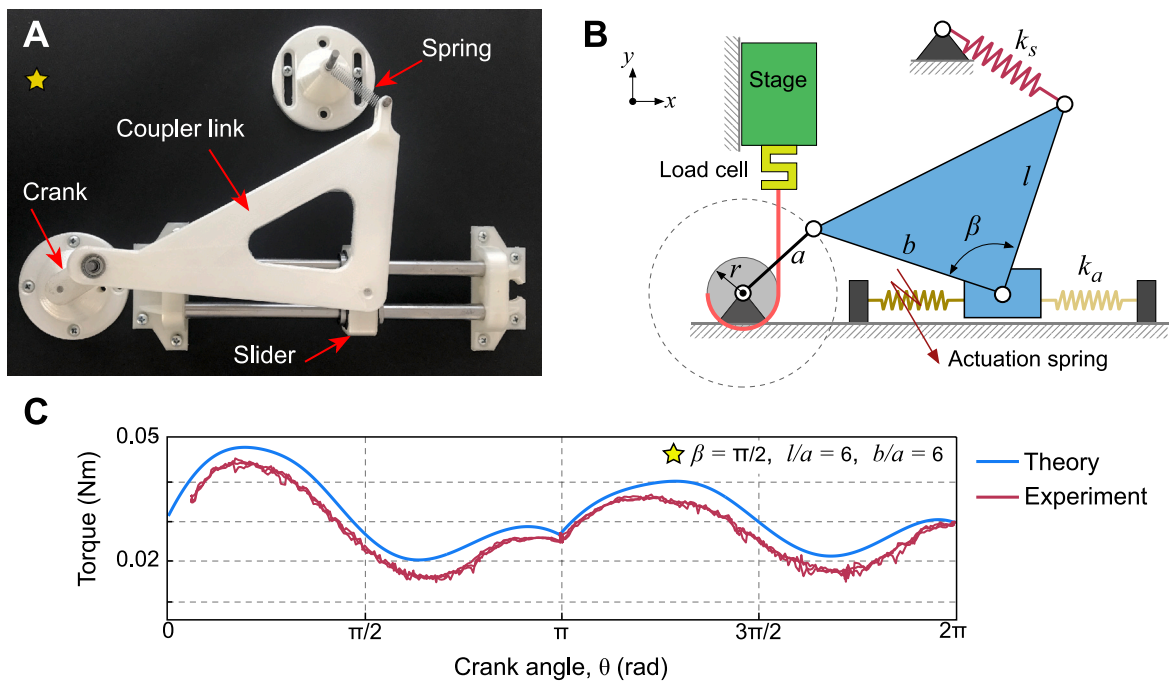 A
Spring
Coupler link
Crank
Slider
B
y
x
Stage
Load cell
k_s
l
β
b
a
r
k_a
Actuation spring
C
0.05
β = π/2, l/a = 6, b/a = 6
Theory
Experiment
Torque (Nm)
0.02
0 π/2 π 3π/2 2π
Crank angle, θ (rad)